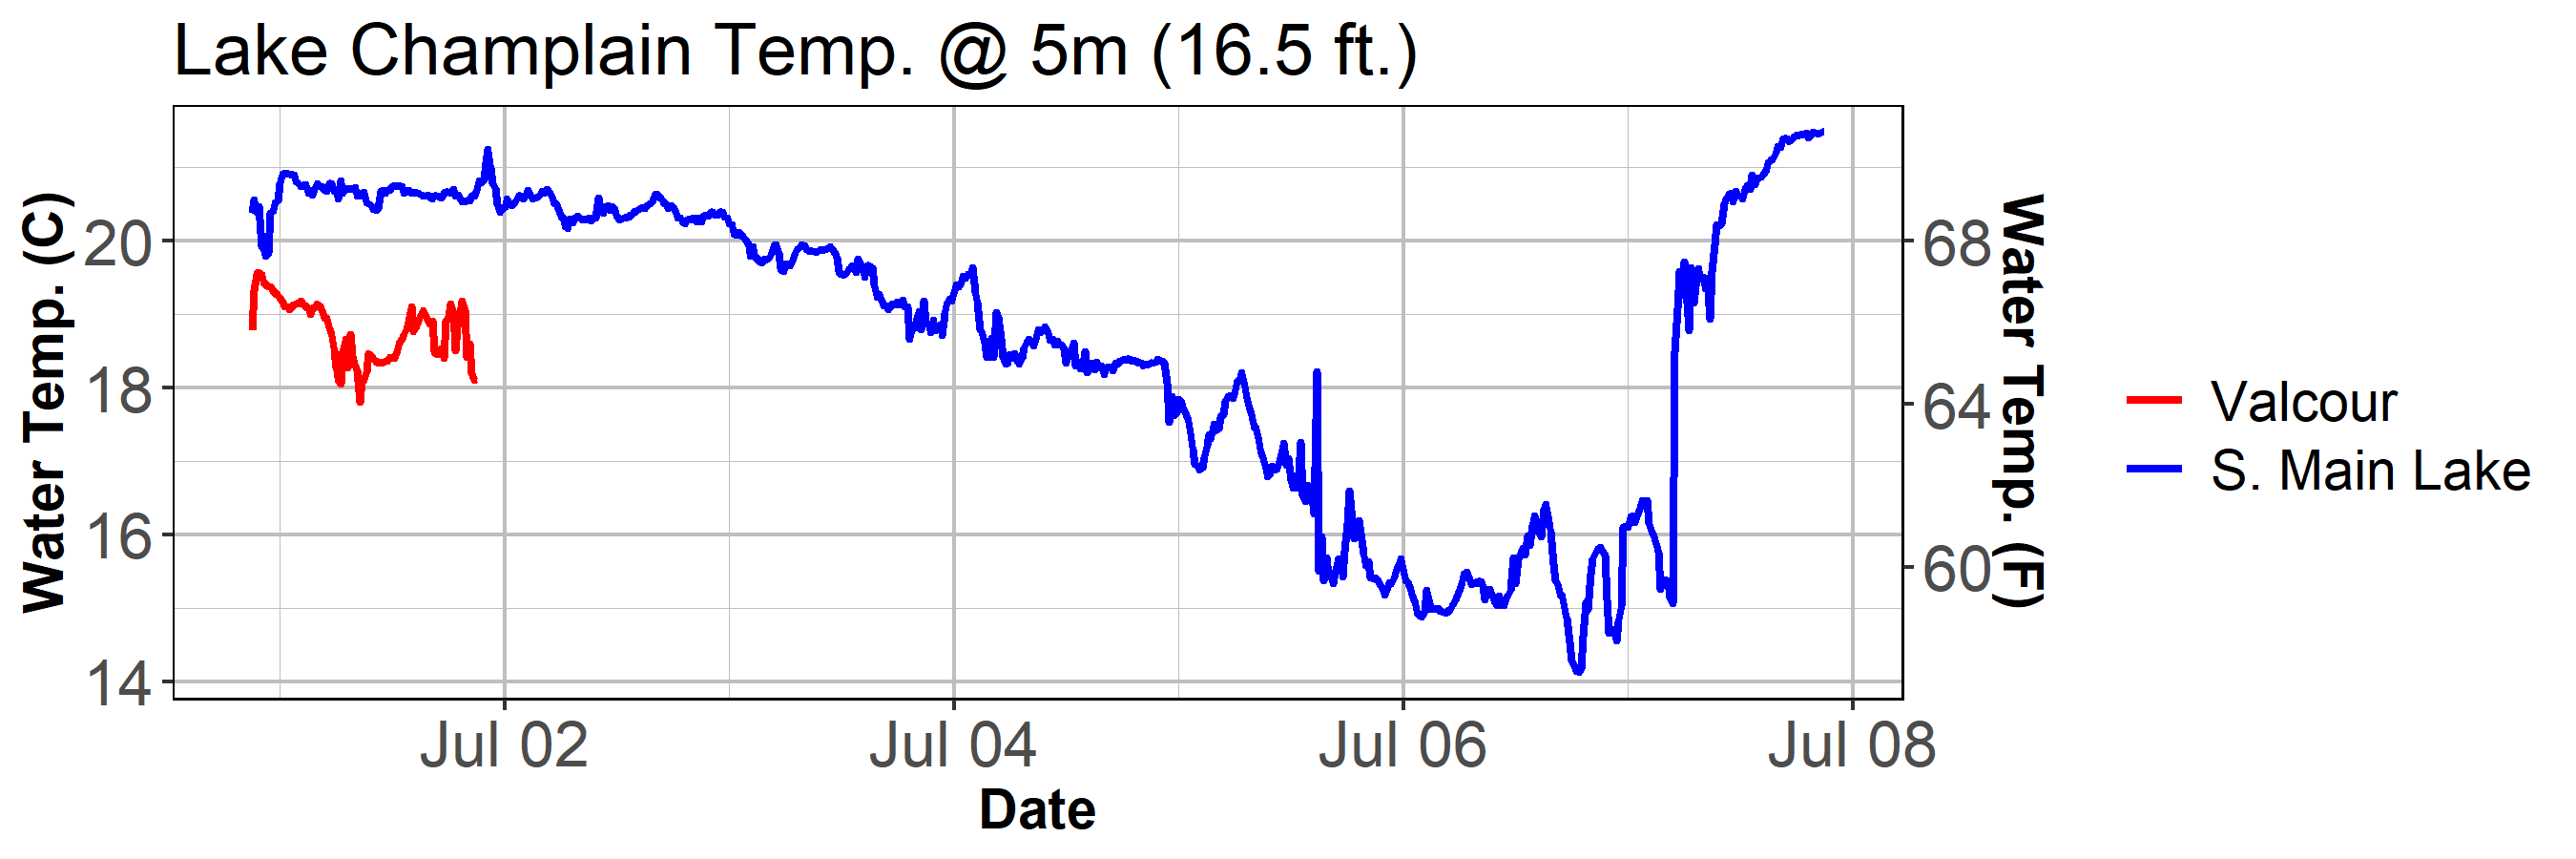 Lake Champlain Temp. @ 5m (16.5 ft.)
Water Temp. (C)
20
18
16
14
68
64
60
Water Temp. (F)
Valcour
S. Main Lake
Jul 02 Jul 04 Jul 06 Jul 08
Date